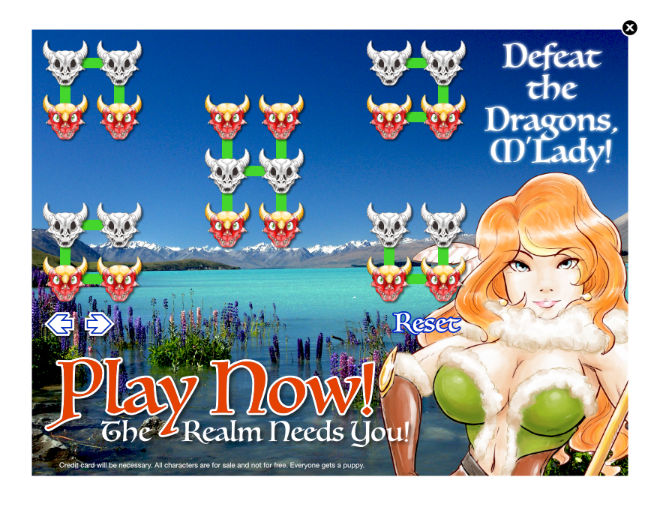 Defeat
the
Dragons,
M'Lady!
Reset
Play Now!
The Realm Needs You!
Credit card will be necessary. All characters are for sale and not for free. Everyone gets a puppy.